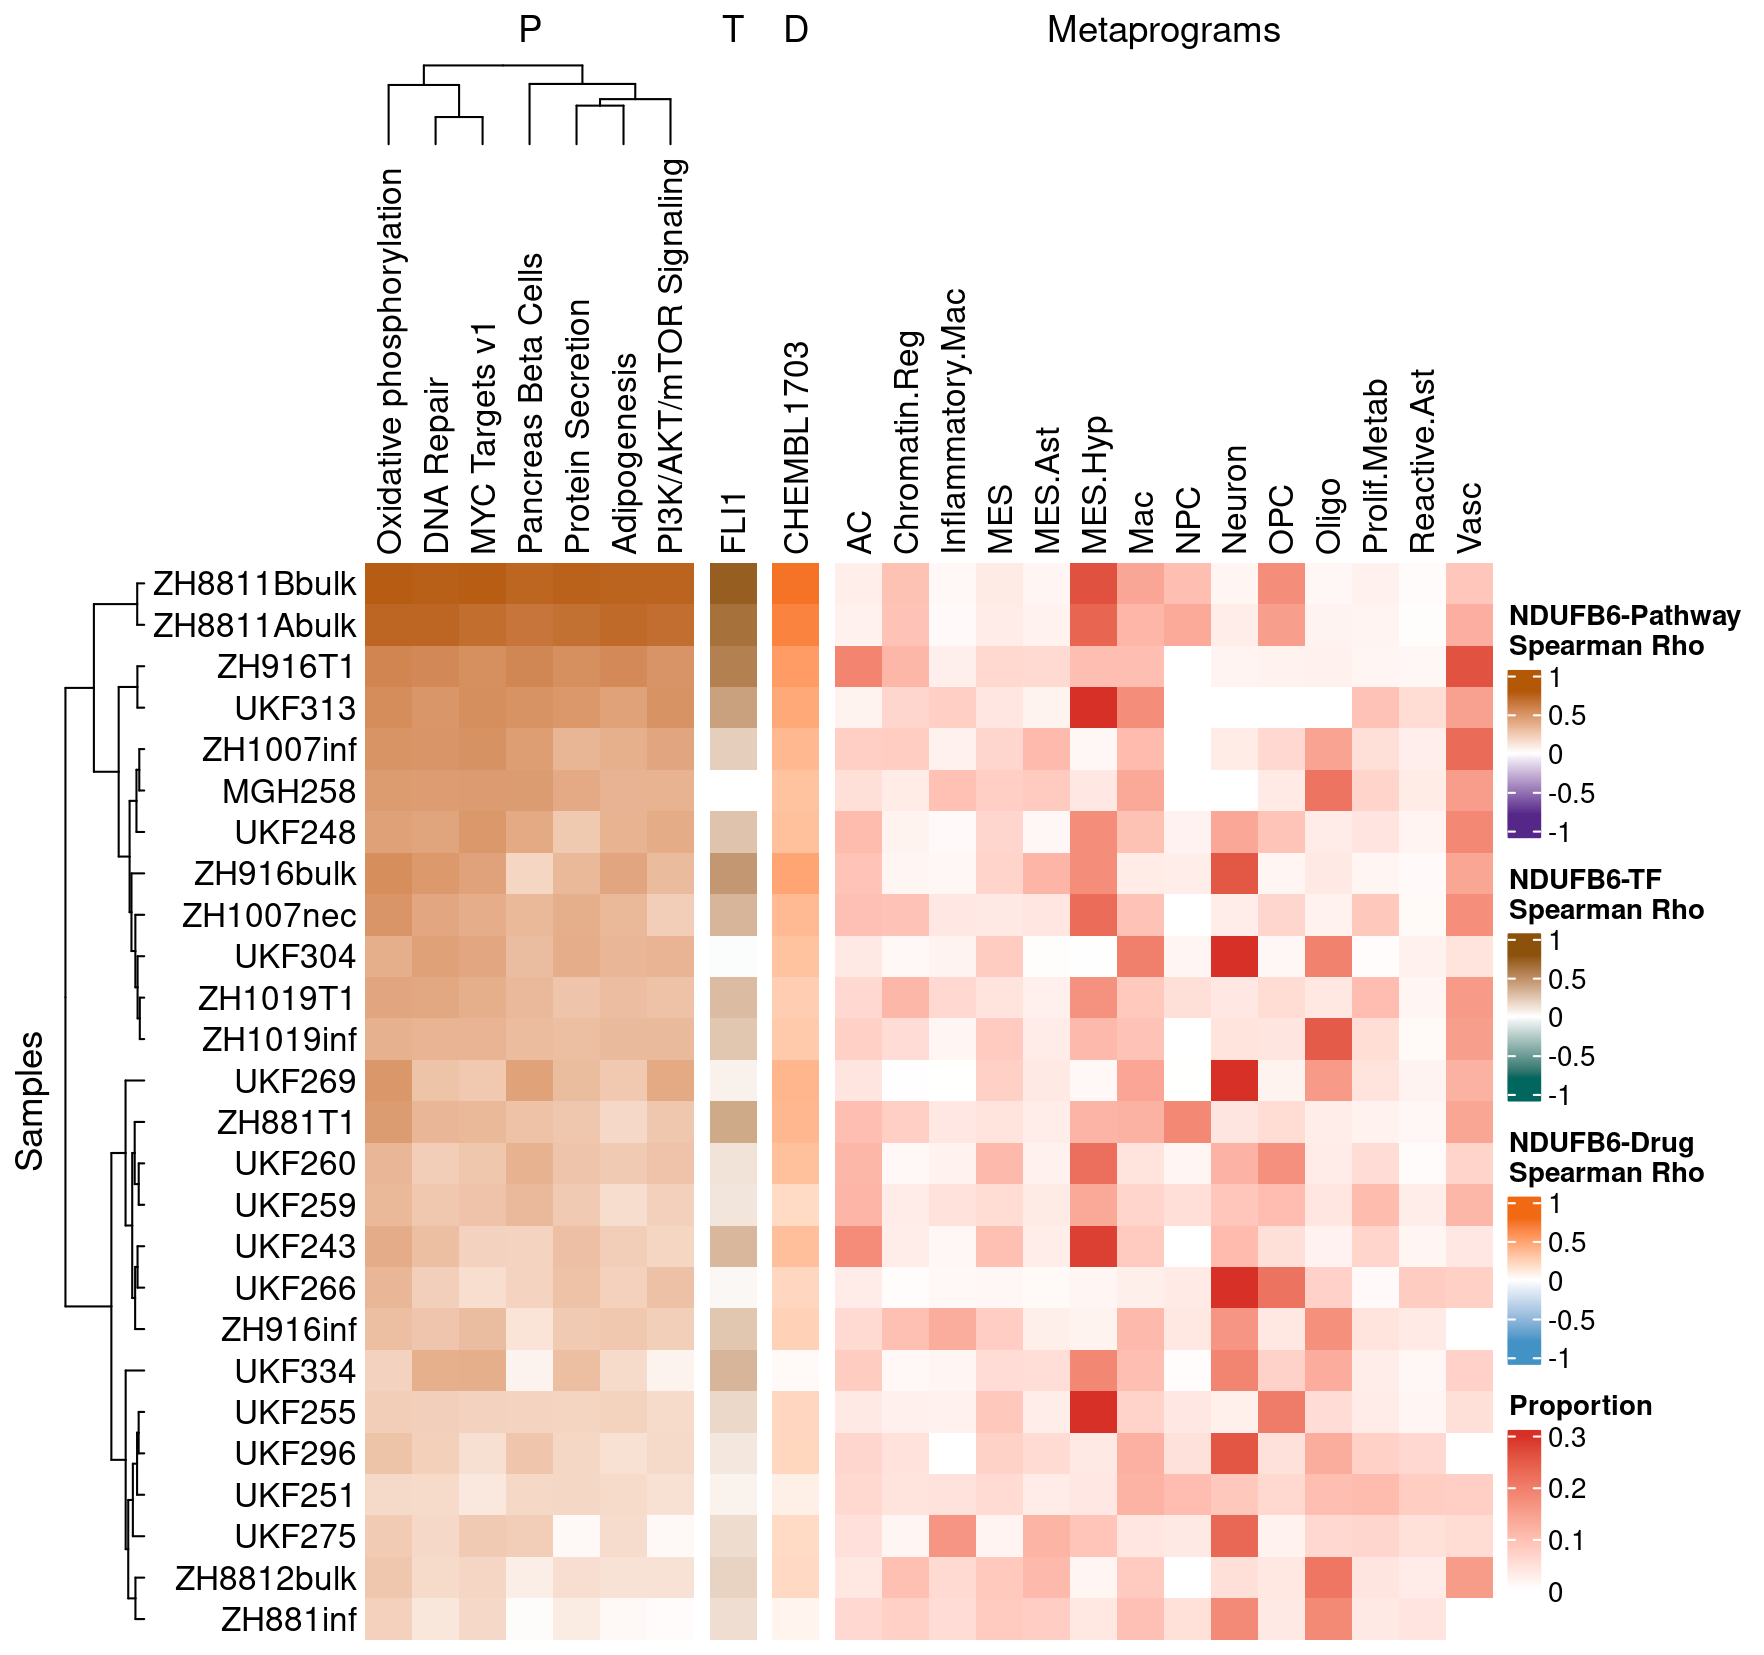 P
T
D
Metaprograms
Oxidative phosphorylation
DNA Repair
MYC Targets v1
Pancreas Beta Cells
Protein Secretion
Adipogenesis
PI3K/AKT/mTOR Signaling
FLI1
CHEMBL1703
AC
Chromatin.Reg
Inflammatory.Mac
MES
MES.Ast
MES.Hyp
Mac
NPC
Neuron
OPC
Oligo
Prolif.Metab
Reactive.Ast
Vasc
Samples
ZH8811Bbulk
ZH8811Abulk
ZH916T1
UKF313
ZH1007inf
MGH258
UKF248
ZH916bulk
ZH1007nec
UKF304
ZH1019T1
ZH1019inf
UKF269
ZH881T1
UKF260
UKF259
UKF243
UKF266
ZH916inf
UKF334
UKF255
UKF296
UKF251
UKF275
ZH8812bulk
ZH881inf
NDUFB6-Pathway
Spearman Rho
1
0.5
0
-0.5
-1
NDUFB6-TF
Spearman Rho
1
0.5
0
-0.5
-1
NDUFB6-Drug
Spearman Rho
1
0.5
0
-0.5
-1
Proportion
0.3
0.2
0.1
0